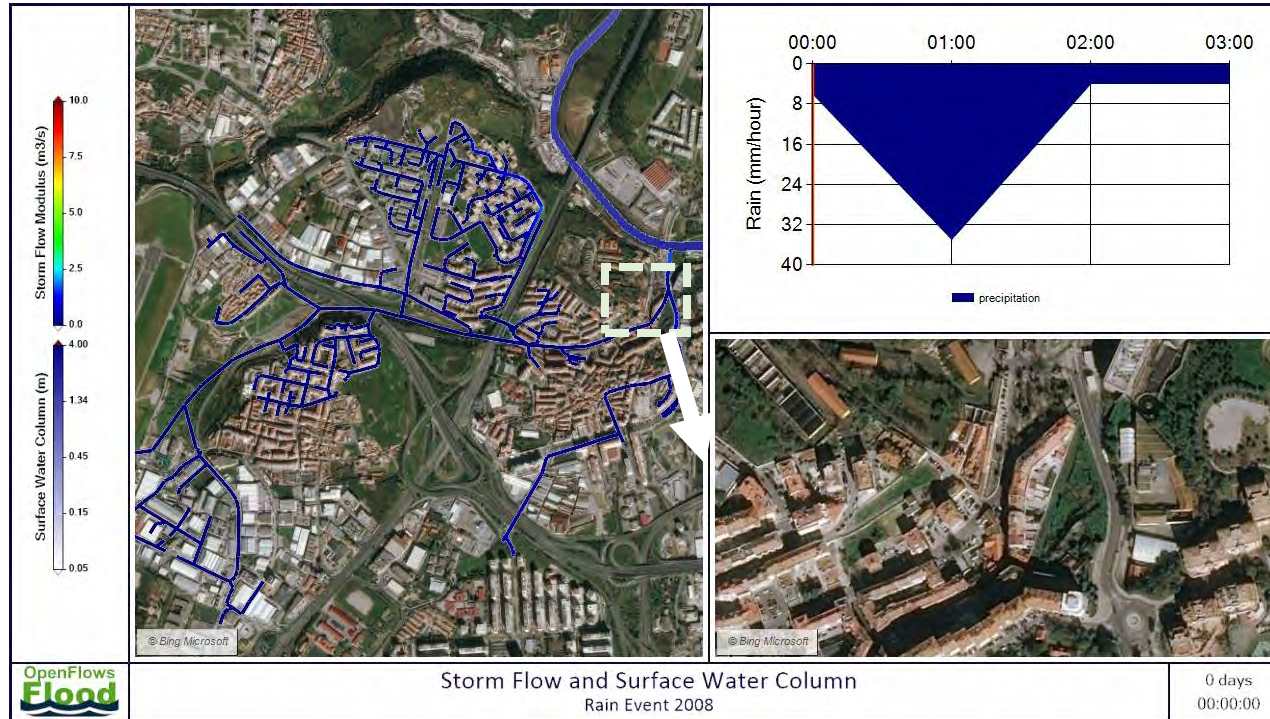 10.0
7.5
5.0
2.5
0.0
Storm Flow Modulus (m3/s)
4.00
1.34
0.45
0.15
0.05
Surface Water Column (m)
© Bing Microsoft
00:00 01:00 02:00 03:00
0
8
16
24
32
40
Rain (mm/hour)
precipitation
© Bing Microsoft
OpenFlows
Flood
Storm Flow and Surface Water Column
Rain Event 2008
0 days
00:00:00